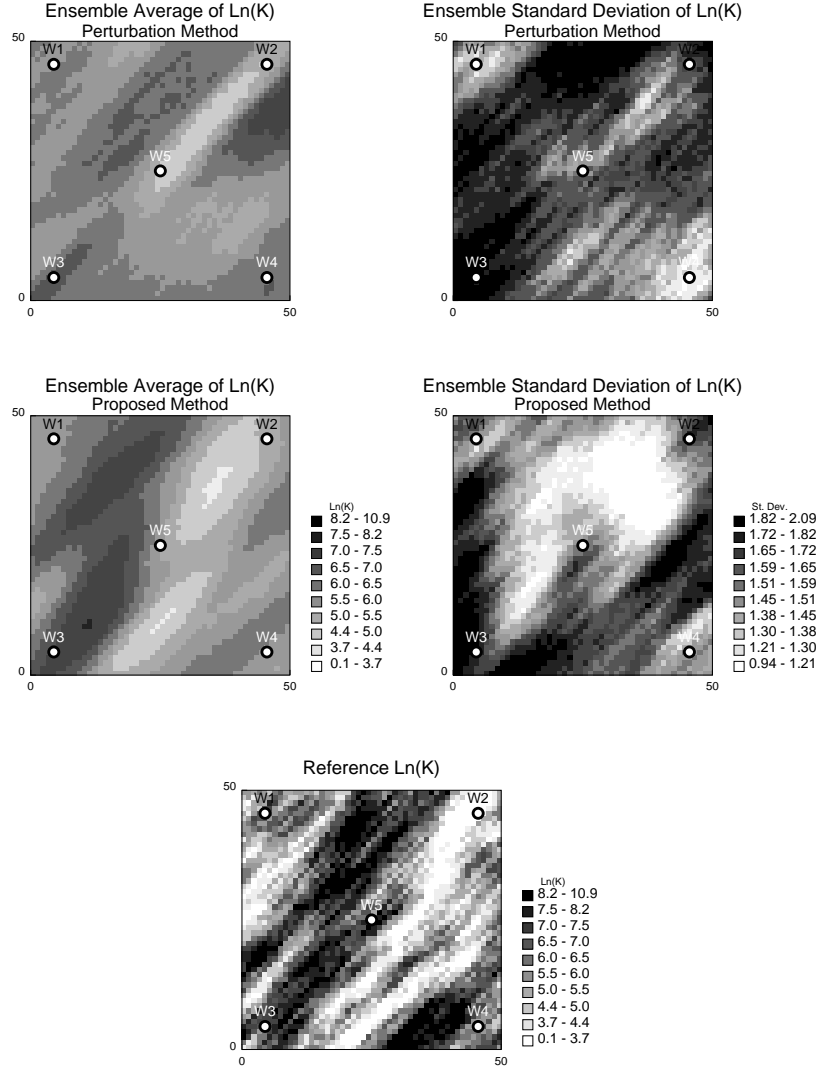 Ensemble Average of Ln(K)
Perturbation Method
50
W1
W2
W5
W3
W4
0
0
50
Ensemble Standard Deviation of Ln(K)
Perturbation Method
50
W1
W2
W5
W3
0
0
50
Ensemble Average of Ln(K)
Proposed Method
50
W1
W2
W5
W3
W4
0
0
50
Ln(K)
8.2 - 10.9
7.5 - 8.2
7.0 - 7.5
6.5 - 7.0
6.0 - 6.5
5.5 - 6.0
5.0 - 5.5
4.4 - 5.0
3.7 - 4.4
0.1 - 3.7
Ensemble Standard Deviation of Ln(K)
Proposed Method
50
W1
W2
W5
W3
W4
0
0
50
St. Dev.
1.82 - 2.09
1.72 - 1.82
1.65 - 1.72
1.59 - 1.65
1.51 - 1.59
1.45 - 1.51
1.38 - 1.45
1.30 - 1.38
1.21 - 1.30
0.94 - 1.21
Reference Ln(K)
50
W1
W2
W5
W3
W4
0
0
50
Ln(K)
8.2 - 10.9
7.5 - 8.2
7.0 - 7.5
6.5 - 7.0
6.0 - 6.5
5.5 - 6.0
5.0 - 5.5
4.4 - 5.0
3.7 - 4.4
0.1 - 3.7